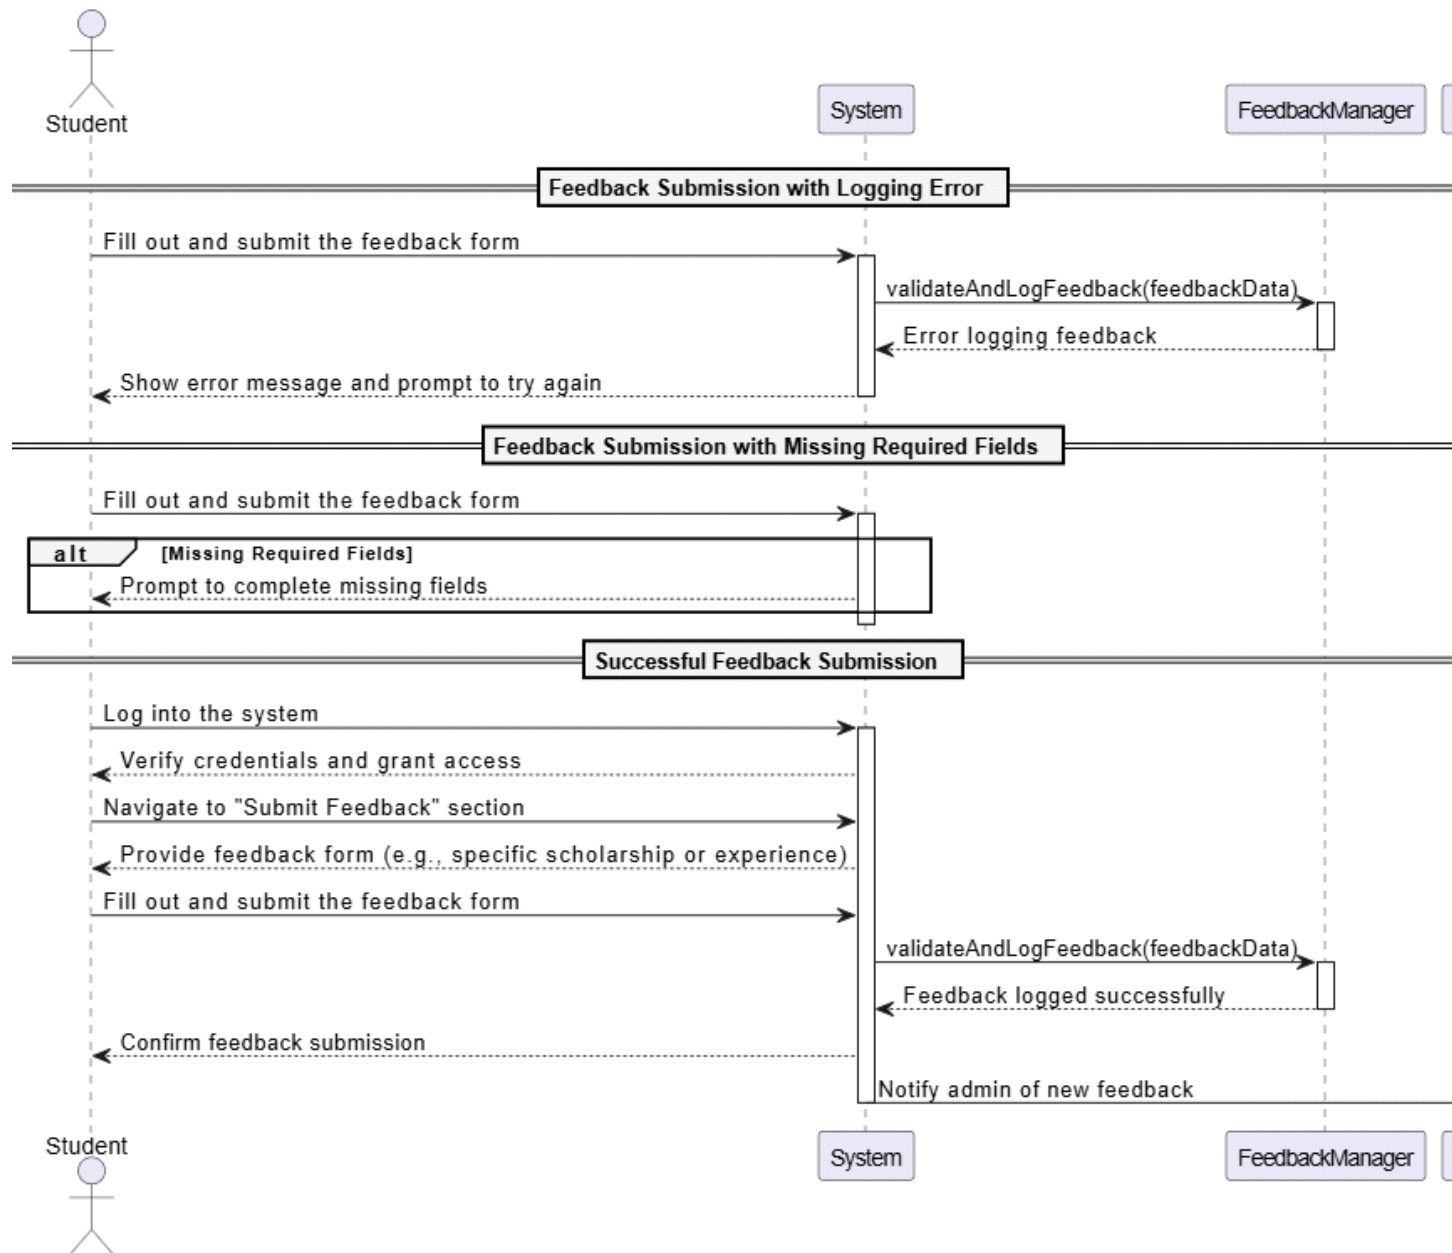 Student
System
FeedbackManager
Feedback Submission with Logging Error
Fill out and submit the feedback form
validateAndLogFeedback(feedbackData)
Error logging feedback
Show error message and prompt to try again
Feedback Submission with Missing Required Fields
Fill out and submit the feedback form
alt
[Missing Required Fields]
Prompt to complete missing fields
Successful Feedback Submission
Log into the system
Verify credentials and grant access
Navigate to "Submit Feedback" section
Provide feedback form (e.g., specific scholarship or experience)
Fill out and submit the feedback form
validateAndLogFeedback(feedbackData)
Feedback logged successfully
Confirm feedback submission
Notify admin of new feedback
Student
System
FeedbackManager